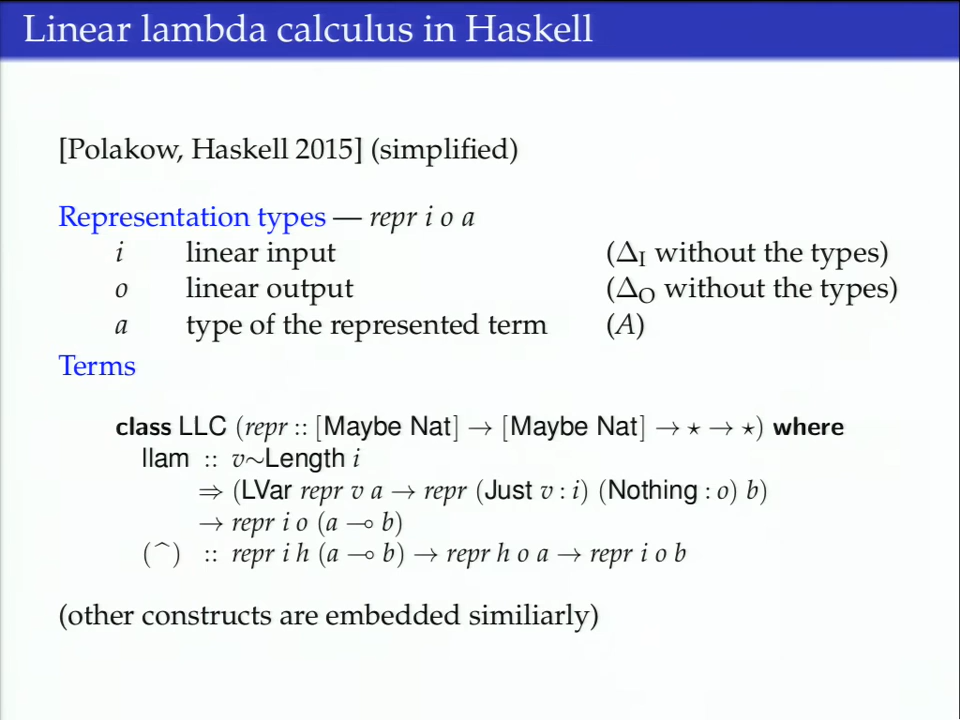 Linear lambda calculus in Haskell
[Polakow, Haskell 2015] (simplified)
Representation types — repr i o a
i linear input (Δ_I without the types)
o linear output (Δ_O without the types)
a type of the represented term (A)
Terms
class LLC (repr :: [Maybe Nat] → [Maybe Nat] → ⋆ → ⋆) where
llam :: v∼Length i
⇒ (LVar repr v a → repr (Just v : i) (Nothing : o) b)
→ repr i o (a ⊸ b)
(^) :: repr i h (a ⊸ b) → repr h o a → repr i o b
(other constructs are embedded similiarly)